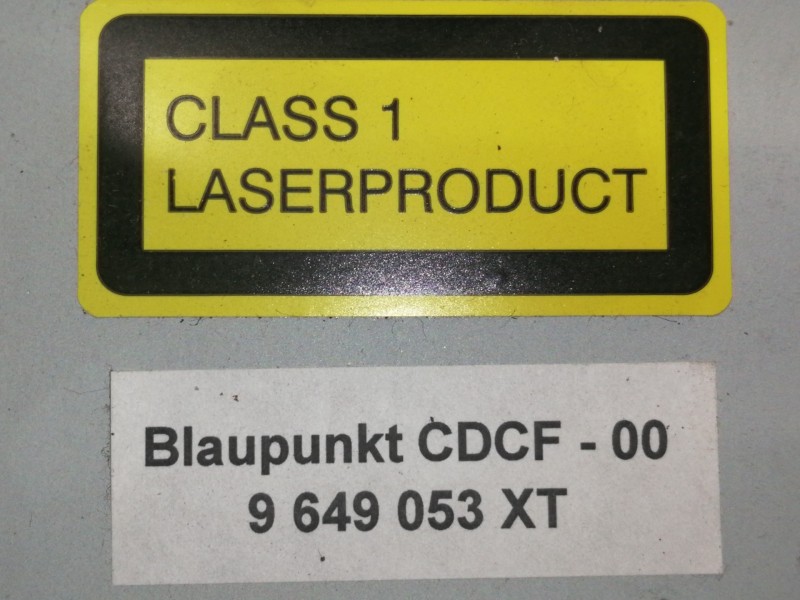 CLASS 1
LASERPRODUCT
Blaupunkt CDCF - 00
9 649 053 XT